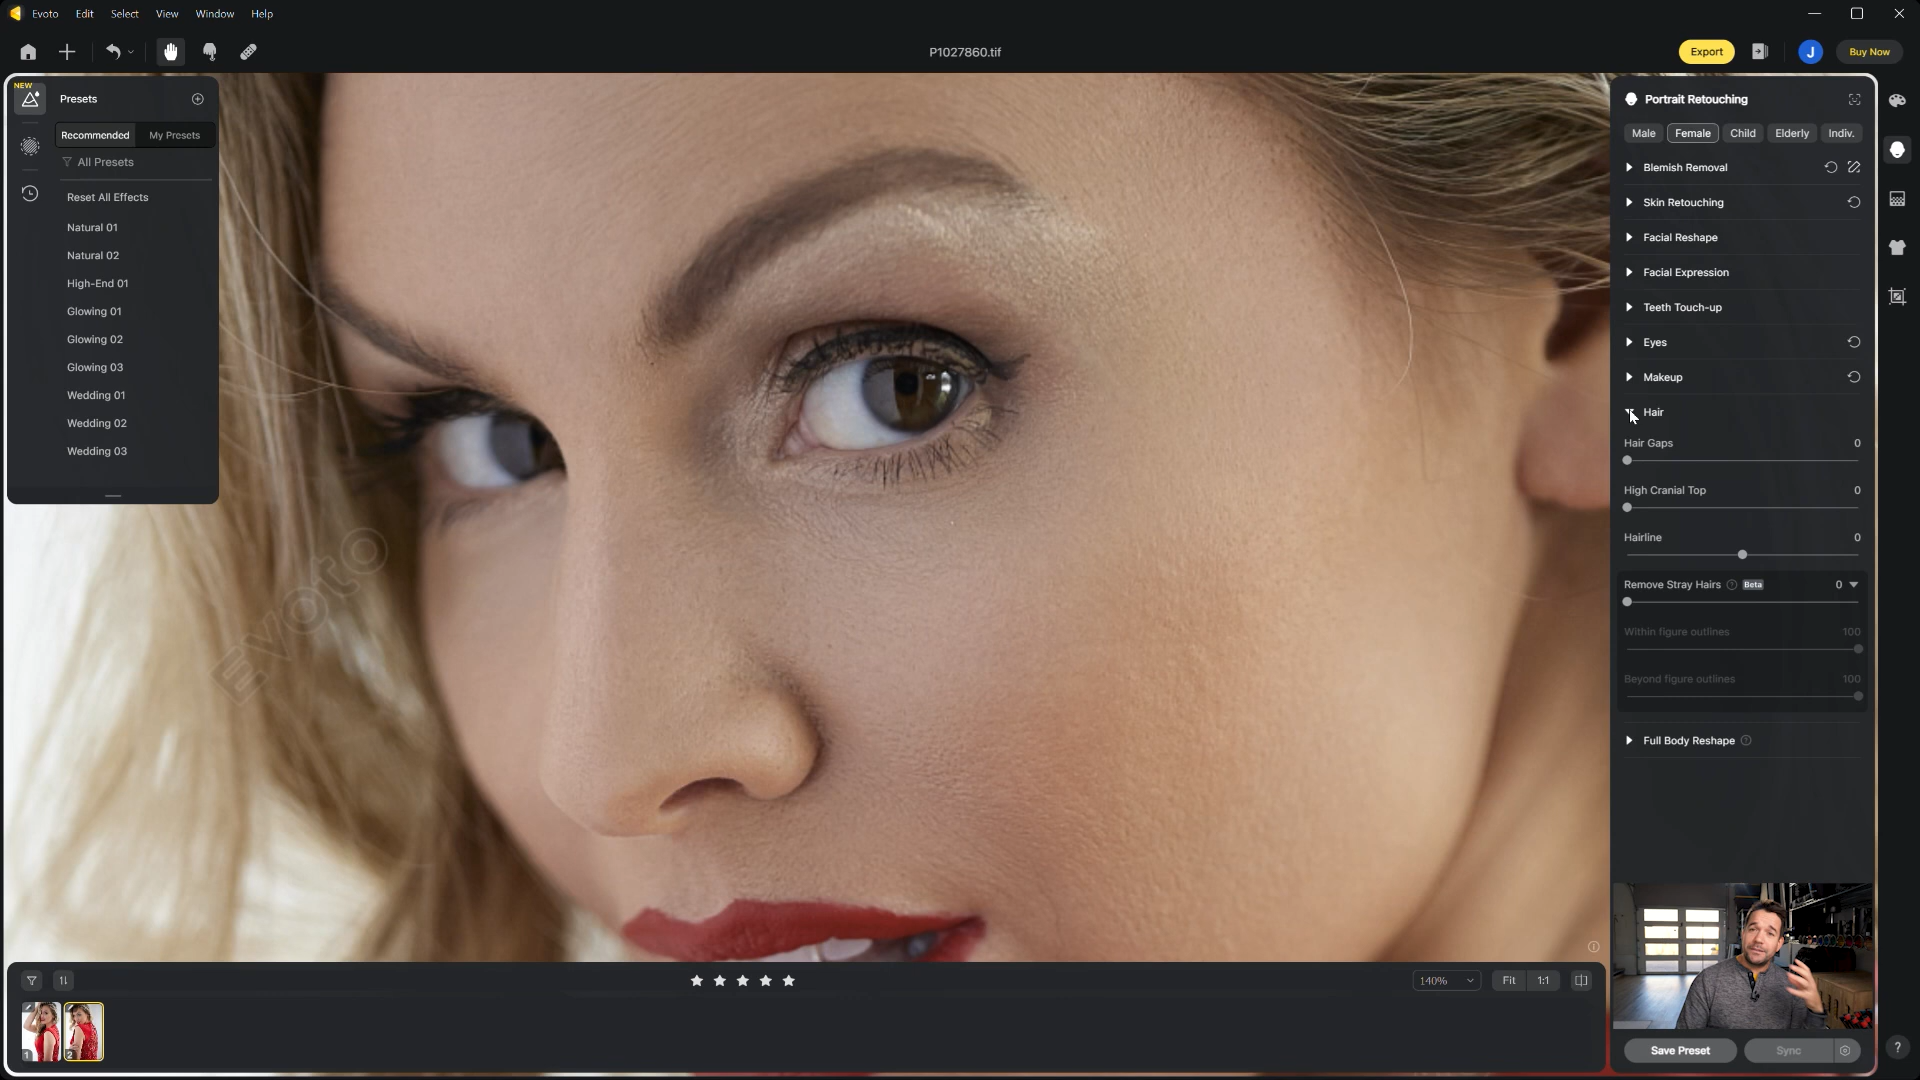 Evoto Edit Select View Window Help
P1027860.tif
Export
J
Buy Now
NEW
Presets
Recommended My Presets
All Presets
Reset All Effects
Natural 01
Natural 02
High-End 01
Glowing 01
Glowing 02
Glowing 03
Wedding 01
Wedding 02
Wedding 03
Evoto
Portrait Retouching
Male Female Child Elderly Indiv.
Blemish Removal
Skin Retouching
Facial Reshape
Facial Expression
Teeth Touch-up
Eyes
Makeup
Hair
Hair Gaps 0
High Cranial Top 0
Hairline 0
Remove Stray Hairs ? Beta 0
Within figure outlines 100
Beyond figure outlines 100
Full Body Reshape ?
140% Fit 1:1
1 2
Save Preset Sync ?